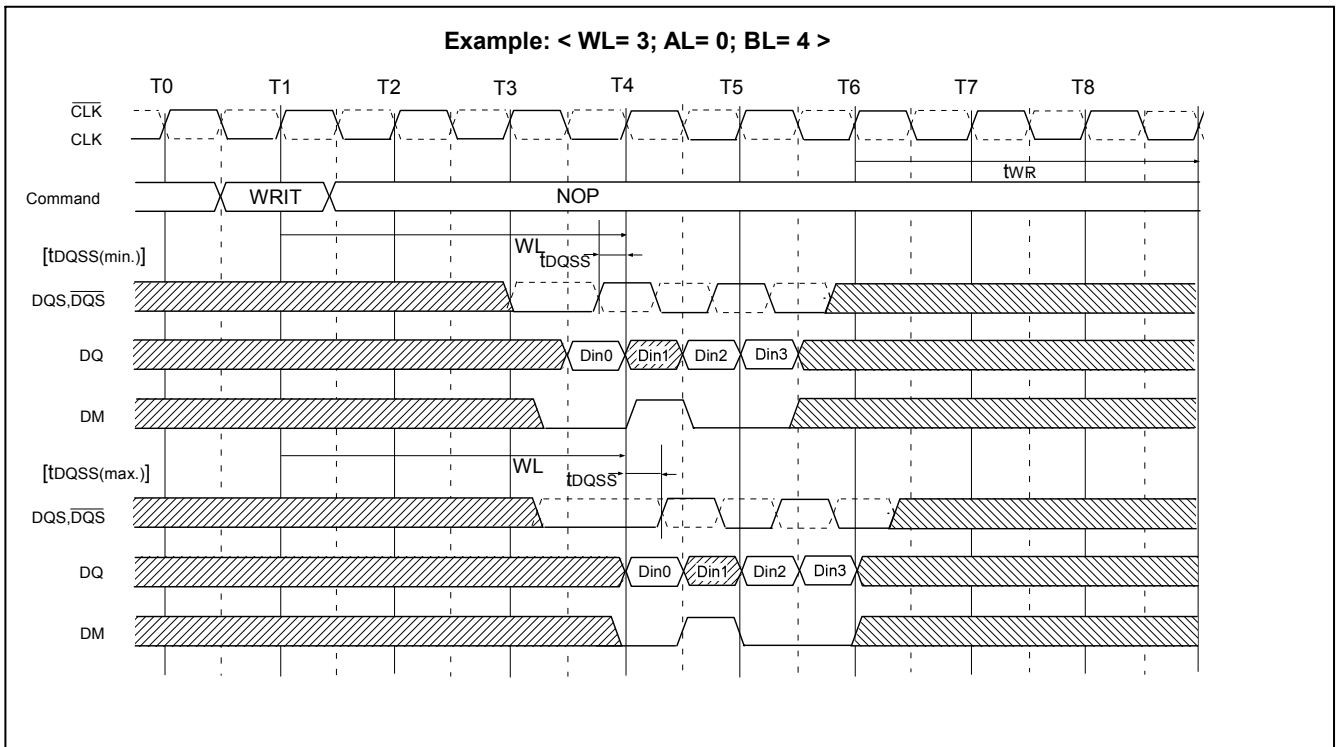 Example: < WL= 3; AL= 0; BL= 4 >
T0 T1 T2 T3 T4 T5 T6 T7 T8
CLK
CLK
tWR
Command WRIT NOP
WL
[tDQSS(min.)] tDQSS
DQS,DQS
DQ Din0 Din1 Din2 Din3
DM
WL
[tDQSS(max.)] tDQSS
DQS,DQS
DQ Din0 Din1 Din2 Din3
DM